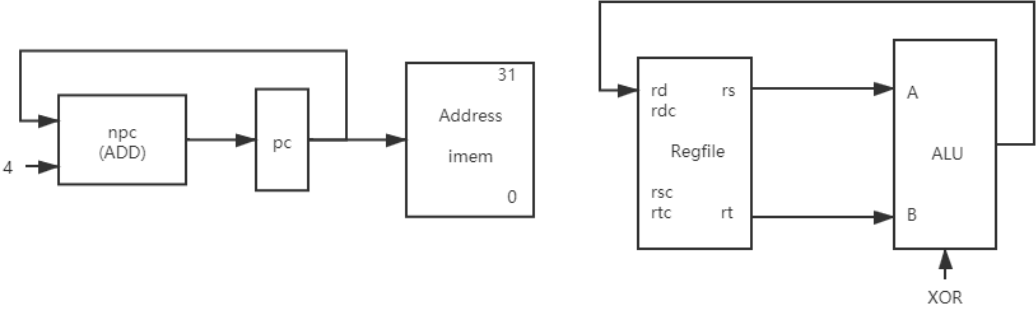 npc
(ADD)
4
pc
31
Address
imem
0
rd
rs
rdc
Regfile
rsc
rtc
rt
A
ALU
B
XOR